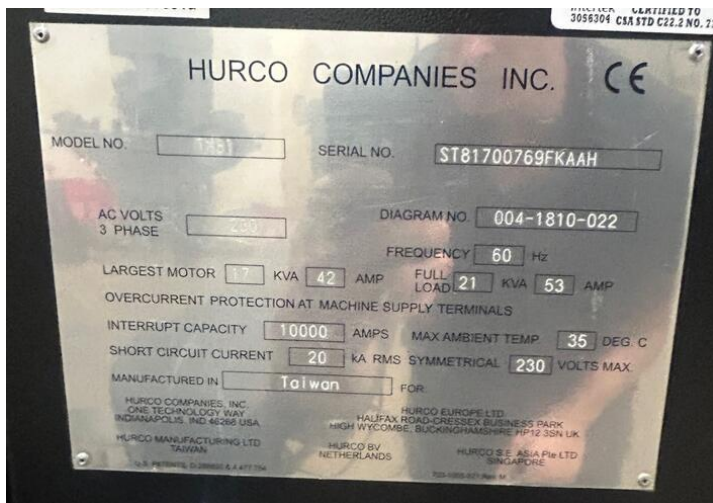 CERTIFIED TO
3056304 CSA STD C22.2 NO.
HURCO COMPANIES INC. CE
MODEL NO. SERIAL NO. ST81700769FKAAH
AC VOLTS
3 PHASE 230 DIAGRAM NO. 004-1810-022
FREQUENCY 60 Hz
LARGEST MOTOR 17 KVA 42 AMP FULL LOAD 21 KVA 53 AMP
OVERCURRENT PROTECTION AT MACHINE SUPPLY TERMINALS
INTERRUPT CAPACITY 10000 AMPS MAX AMBIENT TEMP. 35 DEG. C
SHORT CIRCUIT CURRENT 20 kA RMS SYMMETRICAL 230 VOLTS MAX.
MANUFACTURED IN Taiwan FOR:
HURCO COMPANIES, INC.
ONE TECHNOLOGY WAY
INDIANAPOLIS, IND 46268 USA
HURCO EUROPE LTD.
HALIFAX ROAD-CRESSEX BUSINESS PARK
HIGH WYCOMBE, BUCKINGHAMSHIRE HP12 3SN UK
HURCO MANUFACTURING LTD
TAIWAN
HURCO BV
NETHERLANDS
HURCO S.E. ASIA Pte LTD
SINGAPORE